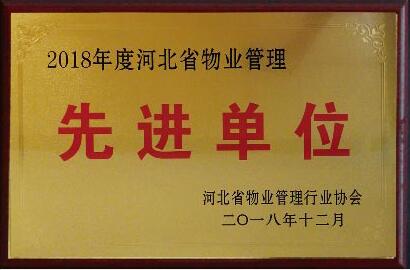 2018年度河北省物业管理
先进单位
河北省物业管理行业协会
二〇一八年十二月